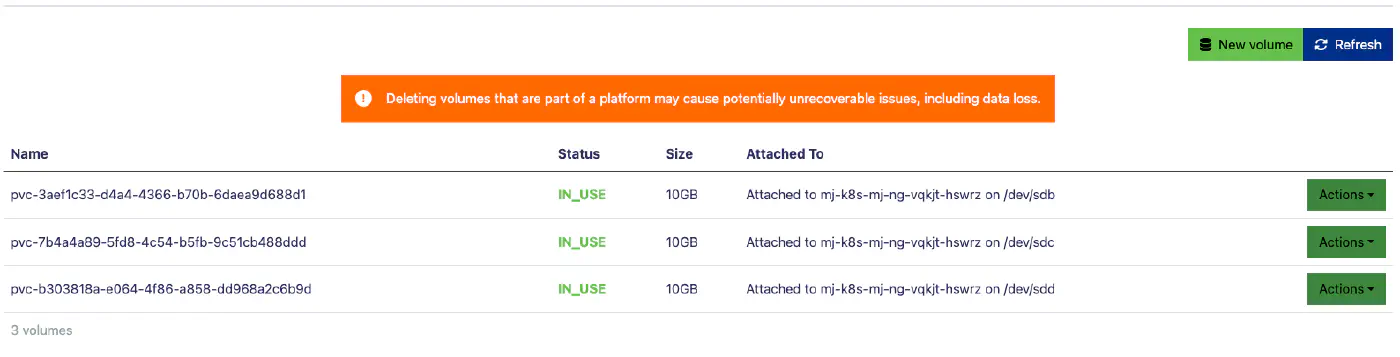 New volume Refresh
Deleting volumes that are part of a platform may cause potentially unrecoverable issues, including data loss.
Name Status Size Attached To
pvc-3aef1c33-d4a4-4366-b70b-6daea9d688d1 IN_USE 10GB Attached to mj-k8s-mj-ng-vqkjt-hswrz on /dev/sdb Actions
pvc-7b4a4a89-5fd8-4c54-b5fb-9c51cb488ddd IN_USE 10GB Attached to mj-k8s-mj-ng-vqkjt-hswrz on /dev/sdc Actions
pvc-b303818a-e064-4f86-a858-dd968a2c6b9d IN_USE 10GB Attached to mj-k8s-mj-ng-vqkjt-hswrz on /dev/sdd Actions
3 volumes